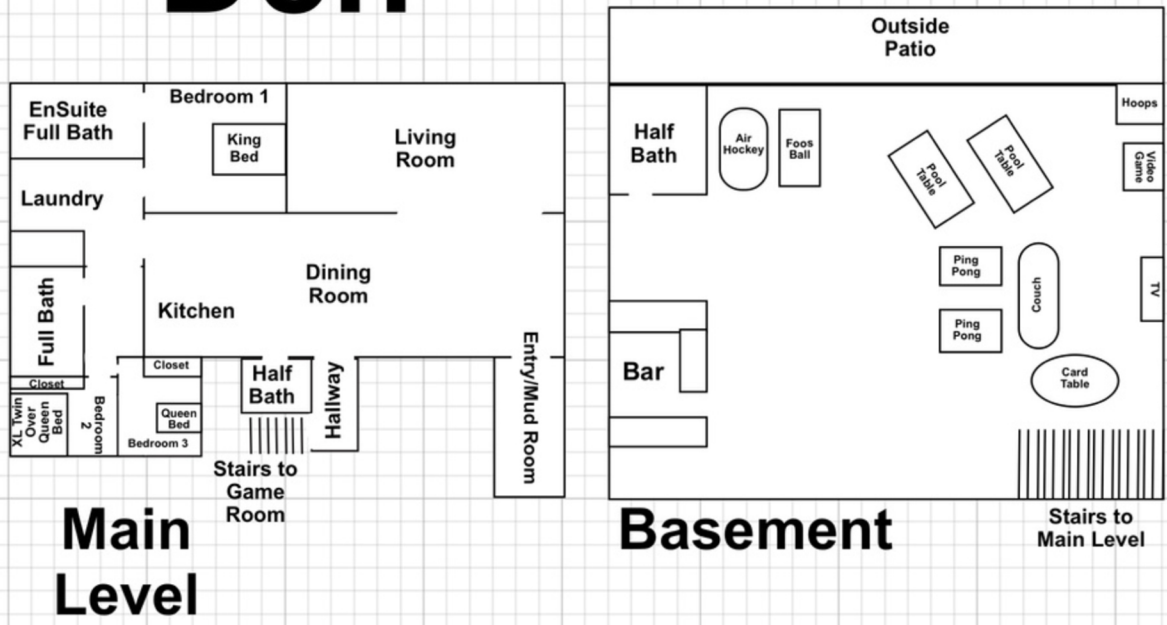 Outside
Patio
EnSuite
Full Bath
Bedroom 1
King
Bed
Living
Room
Laundry
Dining
Room
Kitchen
Full Bath
Closet
Closet
XL Twin
Over
Queen
Bed
Bedroom
2
Queen
Bed
Bedroom 3
Half
Bath
Hallway
Entry/Mud Room
Stairs to
Game
Room
Main
Level
Half
Bath
Air
Hockey
Foos
Ball
Pool
Table
Pool
Table
Hoops
Video
Game
Ping
Pong
Ping
Pong
Couch
TV
Bar
Card
Table
Basement
Stairs to
Main Level